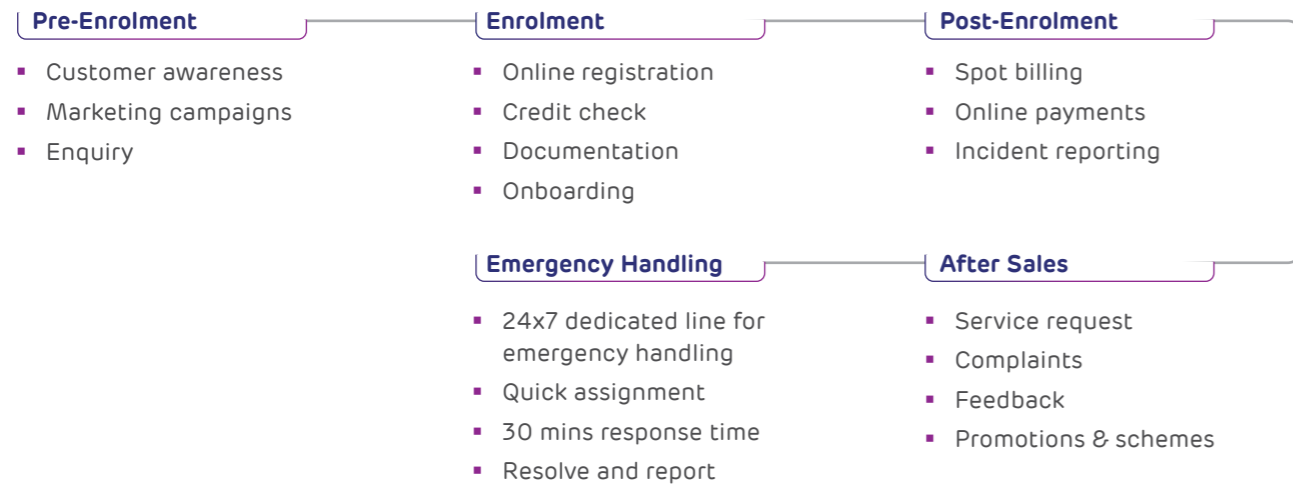 Pre-Enrolment
▪ Customer awareness
▪ Marketing campaigns
▪ Enquiry
Enrolment
▪ Online registration
▪ Credit check
▪ Documentation
▪ Onboarding
Post-Enrolment
▪ Spot billing
▪ Online payments
▪ Incident reporting
Emergency Handling
▪ 24x7 dedicated line for
emergency handling
▪ Quick assignment
▪ 30 mins response time
▪ Resolve and report
After Sales
▪ Service request
▪ Complaints
▪ Feedback
▪ Promotions & schemes